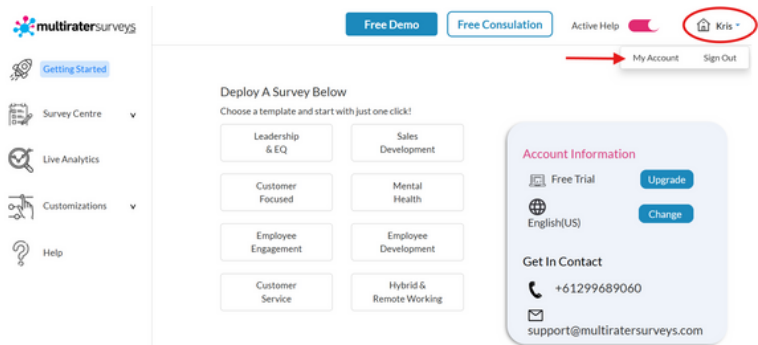 multiratersurveys
Free Demo
Free Consulation
Active Help
Kris
My Account
Sign Out
Getting Started
Survey Centre
Live Analytics
Customizations
Help
Deploy A Survey Below
Choose a template and start with just one click!
Leadership
& EQ
Sales
Development
Customer
Focused
Mental
Health
Employee
Engagement
Employee
Development
Customer
Service
Hybrid &
Remote Working
Account Information
Free Trial
Upgrade
English(US)
Change
Get In Contact
+61299689060
support@multiratersurveys.com